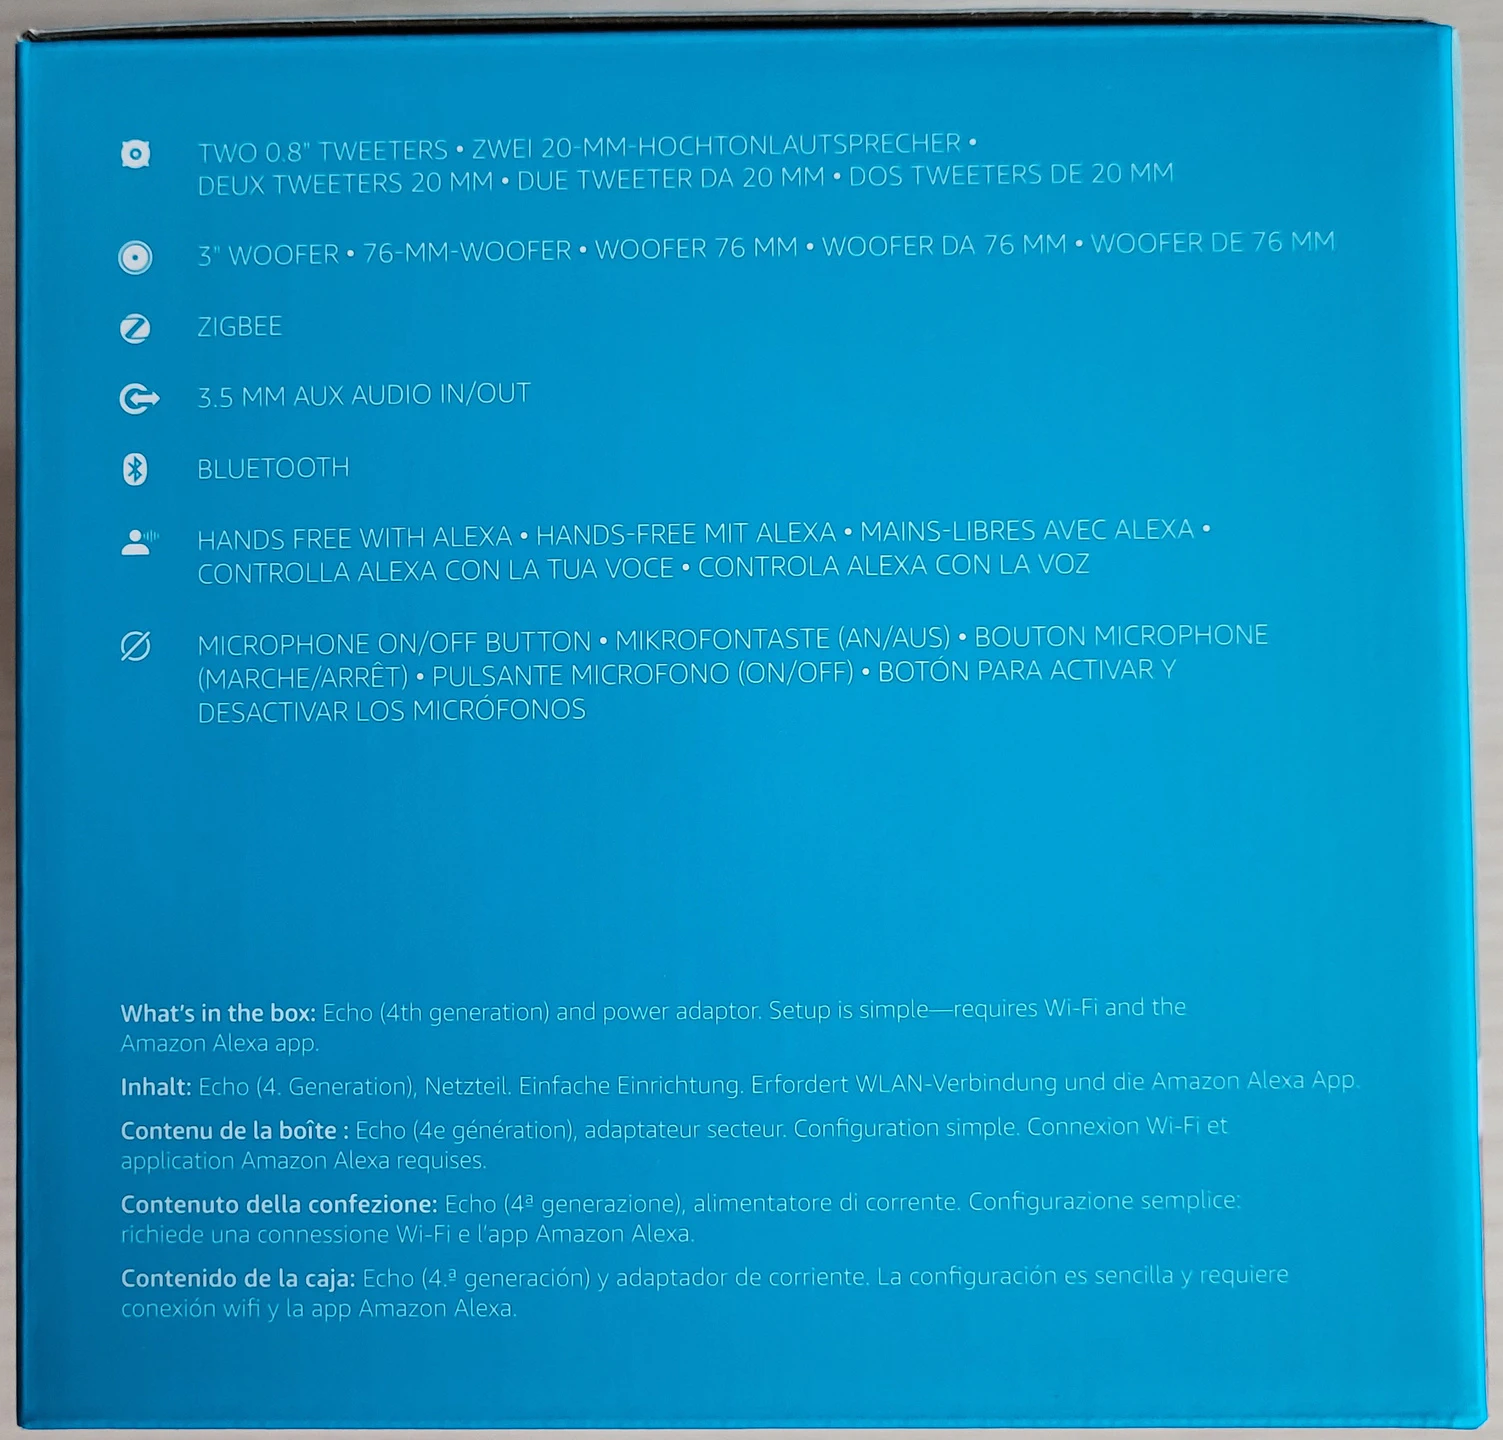 TWO 0.8" TWEETERS • ZWEI 20-MM-HOCHTONLAUTSPRECHER •
DEUX TWEETERS 20 MM • DUE TWEETER DA 20 MM • DOS TWEETERS DE 20 MM
3" WOOFER • 76-MM-WOOFER • WOOFER 76 MM • WOOFER DA 76 MM • WOOFER DE 76 MM
ZIGBEE
3.5 MM AUX AUDIO IN/OUT
BLUETOOTH
HANDS FREE WITH ALEXA • HANDS-FREE MIT ALEXA • MAINS-LIBRES AVEC ALEXA •
CONTROLLA ALEXA CON LA TUA VOCE • CONTROLA ALEXA CON LA VOZ
MICROPHONE ON/OFF BUTTON • MIKROFONTASTE (AN/AUS) • BOUTON MICROPHONE
(MARCHE/ARRÊT) • PULSANTE MICROFONO (ON/OFF) • BOTÓN PARA ACTIVAR Y
DESACTIVAR LOS MICRÓFONOS
What's in the box: Echo (4th generation) and power adaptor. Setup is simple—requires Wi-Fi and the
Amazon Alexa app.
Inhalt: Echo (4. Generation), Netzteil. Einfache Einrichtung. Erfordert WLAN-Verbindung und die Amazon Alexa App.
Contenu de la boîte : Echo (4e génération), adaptateur secteur. Configuration simple. Connexion Wi-Fi et
application Amazon Alexa requises.
Contenuto della confezione: Echo (4ª generazione), alimentatore di corrente. Configurazione semplice:
richiede una connessione Wi-Fi e l'app Amazon Alexa.
Contenido de la caja: Echo (4.ª generación) y adaptador de corriente. La configuración es sencilla y requiere
conexión wifi y la app Amazon Alexa.